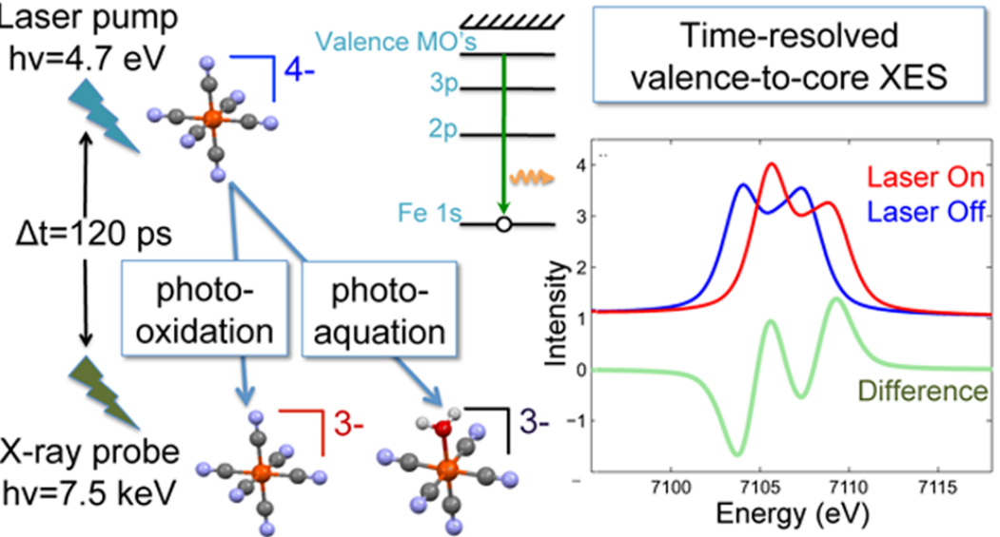 Laser pump
hν=4.7 eV
4-
Δt=120 ps
X-ray probe
hν=7.5 keV
photo-
oxidation
photo-
aquation
3-
3-
Valence MO's
3p
2p
Fe 1s
Time-resolved
valence-to-core XES
Laser On
Laser Off
Difference
Intensity
4
3
2
1
0
−1
7100 7105 7110 7115
Energy (eV)